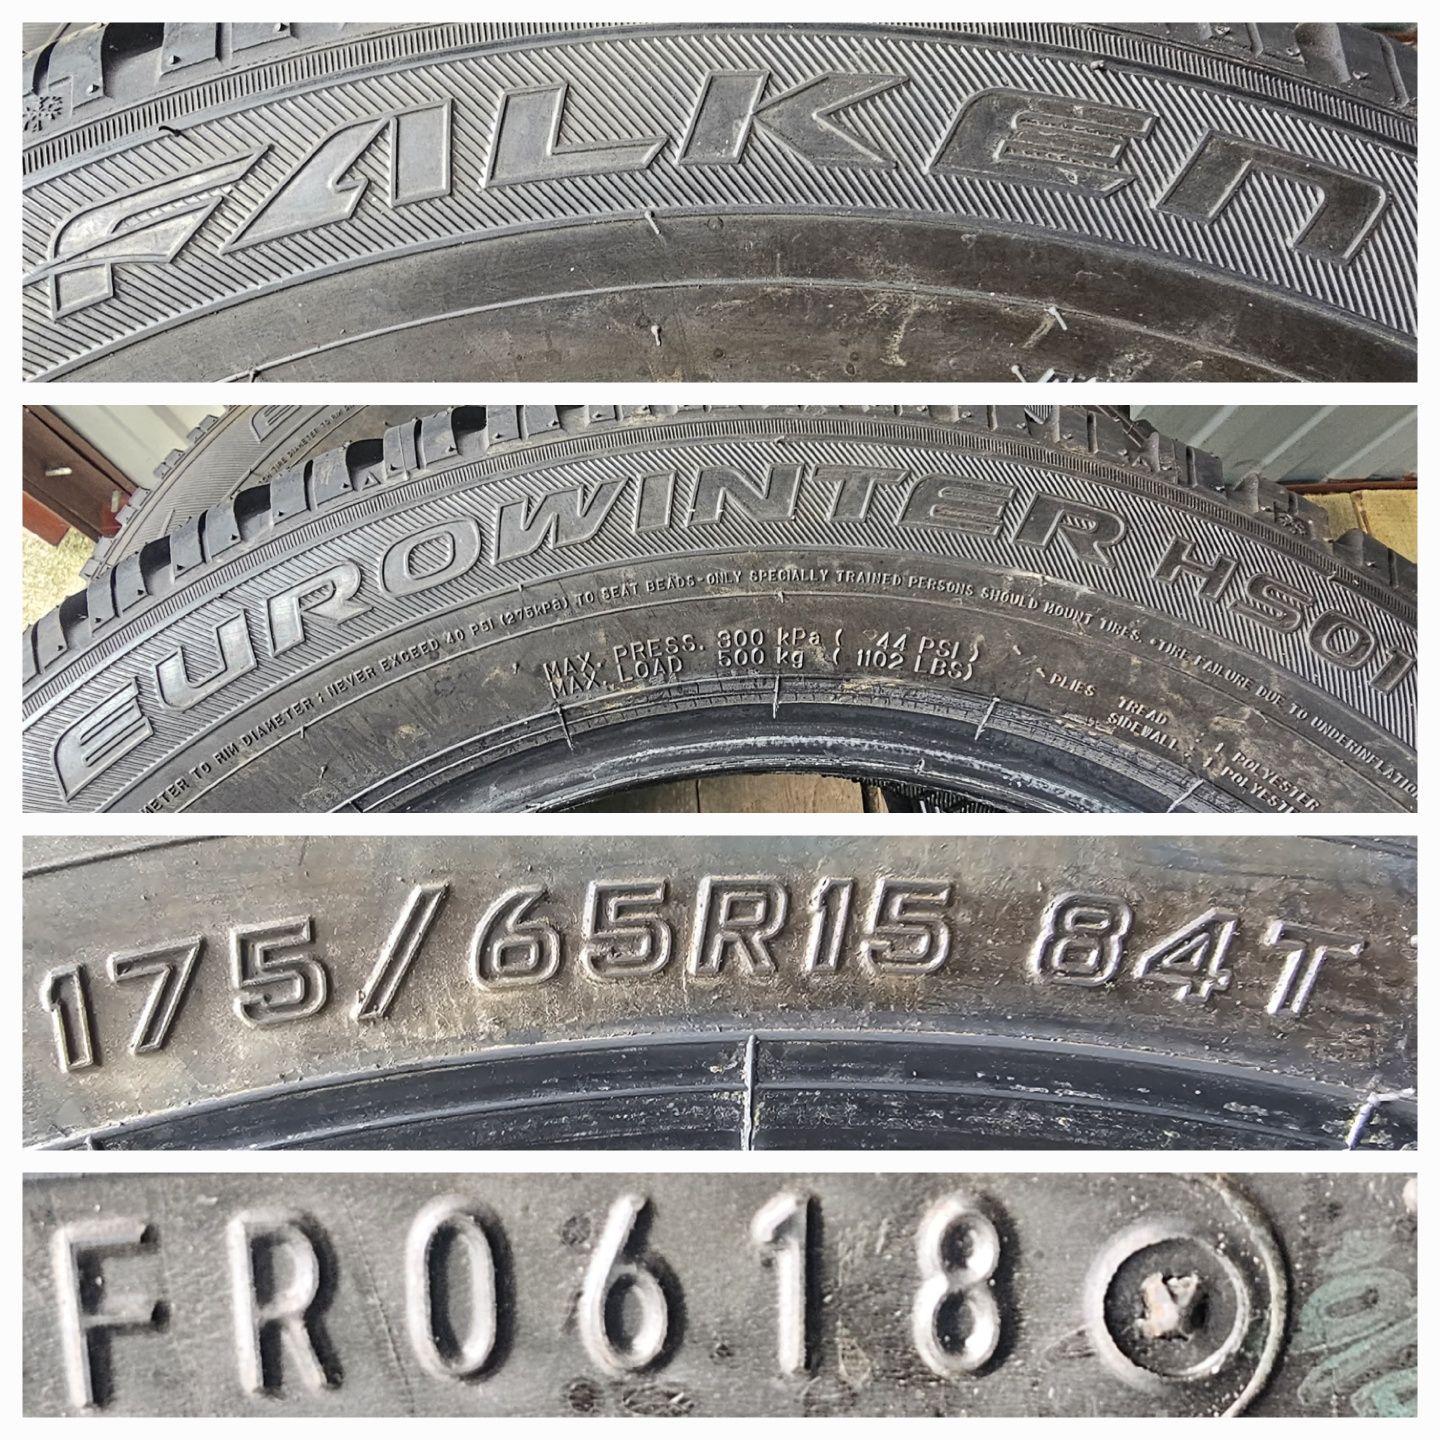 FALKEN
EUROWINTER HS01
METER TO RIM DIAMETER ; NEVER EXCEED 40 PSI (275kPa) TO SEAT BEADS-ONLY SPECIALLY TRAINED PERSONS SHOULD MOUNT TIRES. •TIRE FAILURE DUE TO UNDERINFLATIO
MAX. PRESS. 300 kPa ( 44 PSI )
MAX. LOAD 500 kg ( 1102 LBS)
PLIES TREAD : 1 POLYESTER
SIDEWALL : 1 POLYESTE
175/65R15 84T
FR0618